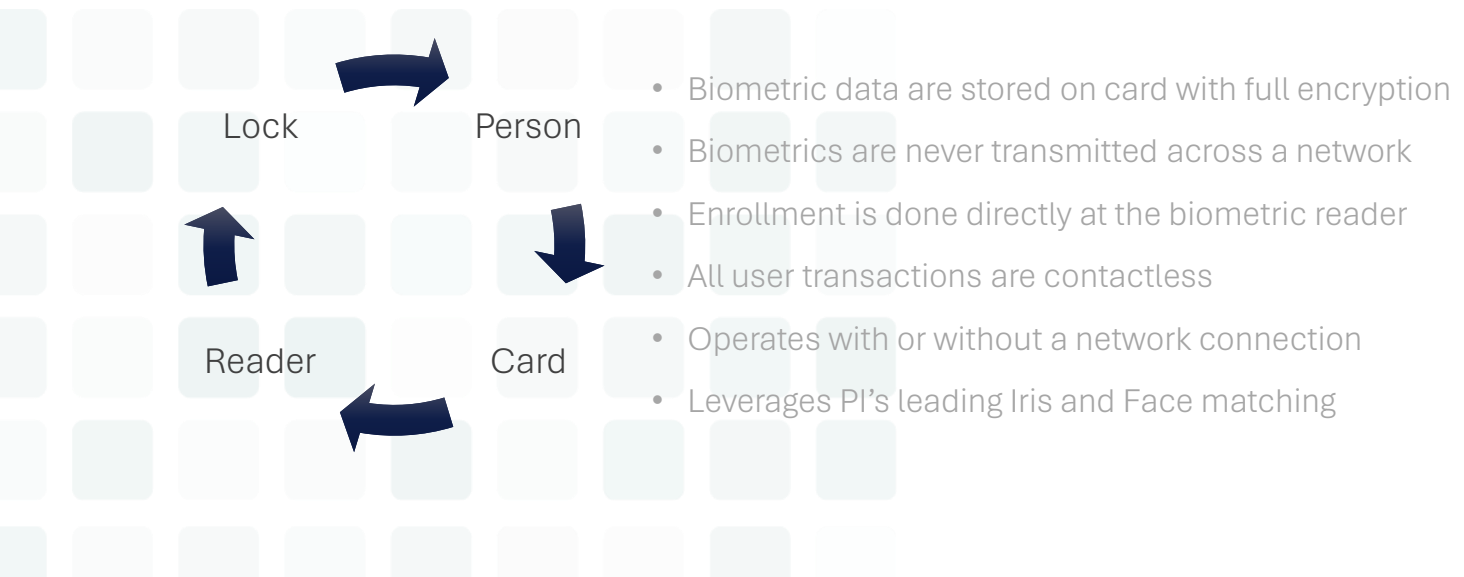 Lock
Person
Reader
Card
• Biometric data are stored on card with full encryption
• Biometrics are never transmitted across a network
• Enrollment is done directly at the biometric reader
• All user transactions are contactless
• Operates with or without a network connection
• Leverages PI’s leading Iris and Face matching